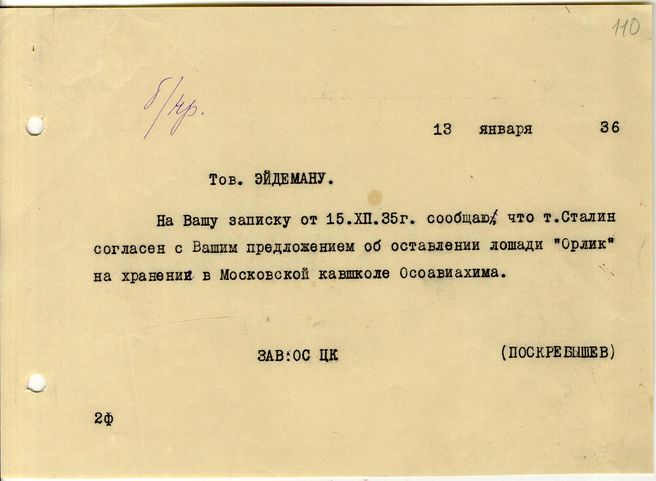 110
б/нр.
13 января 36
Тов. ЭЙДЕМАНУ.
На Вашу записку от 15.XII.35г. сообщаю, что т.Сталин
согласен с Вашим предложением об оставлении лошади "Орлик"
на хранении в Московской кавшколе Осоавиахима.
ЗАВ:ОС ЦК (ПОСКРЕБЫШЕВ)
2ф